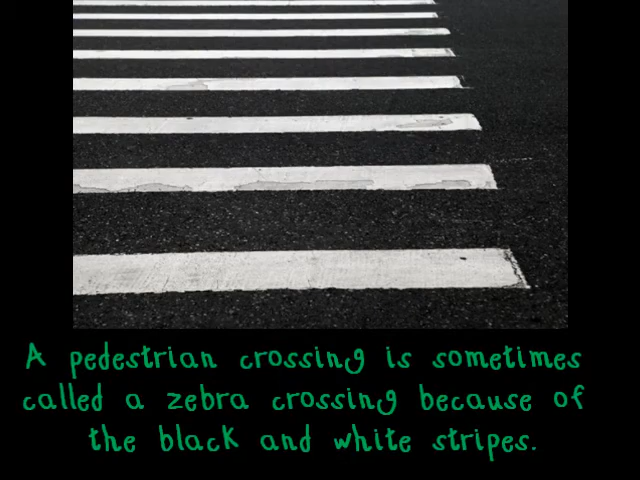 A pedestrian crossing is sometimes
called a zebra crossing because of
the black and white stripes.